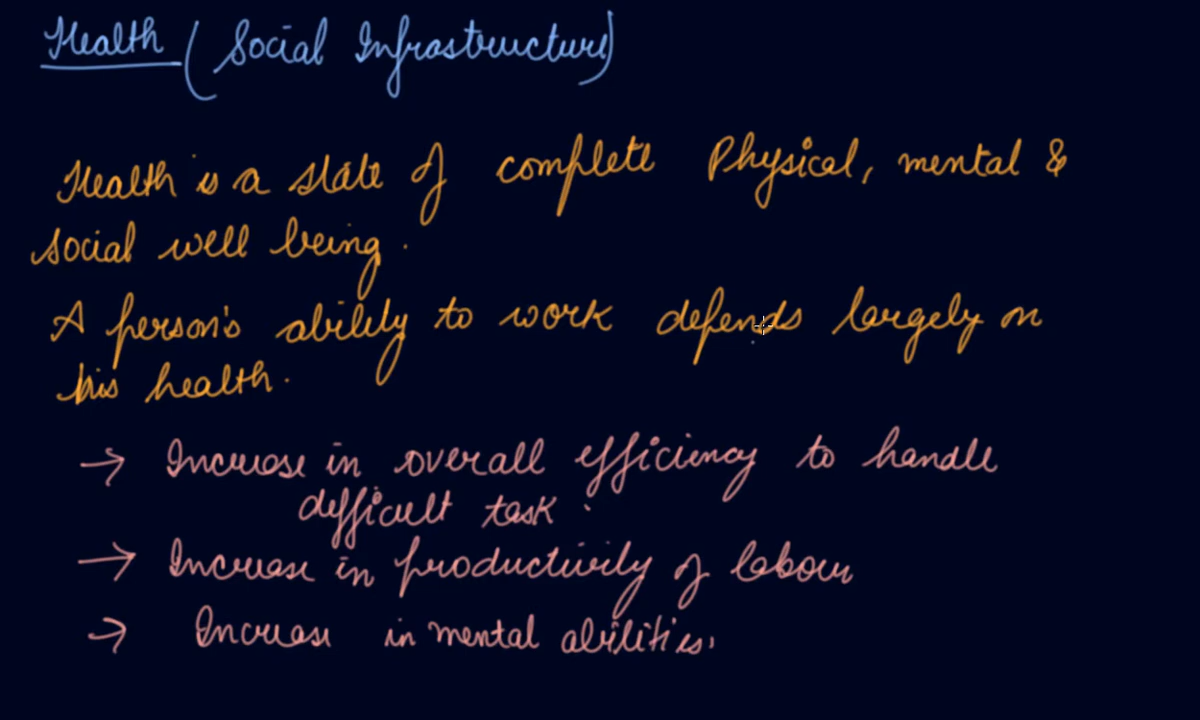 Health (Social Infrastructure)
Health is a state of complete Physical, mental &
social well being.
A person's ability to work depends largely on
his health.
→ Increase in overall efficiency to handle
difficult task.
→ Increase in productivity of labour
→ Increase in mental abilities.